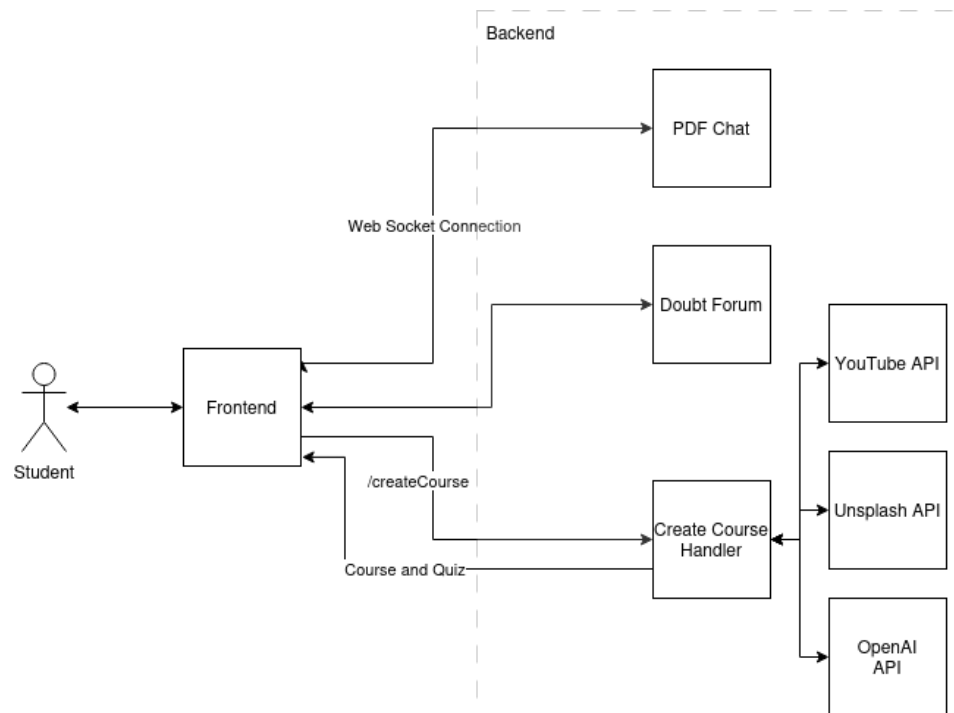 Backend
PDF Chat
Web Socket Connection
Doubt Forum
YouTube API
Frontend
Student
/createCourse
Unsplash API
Create Course
Handler
Course and Quiz
OpenAI
API